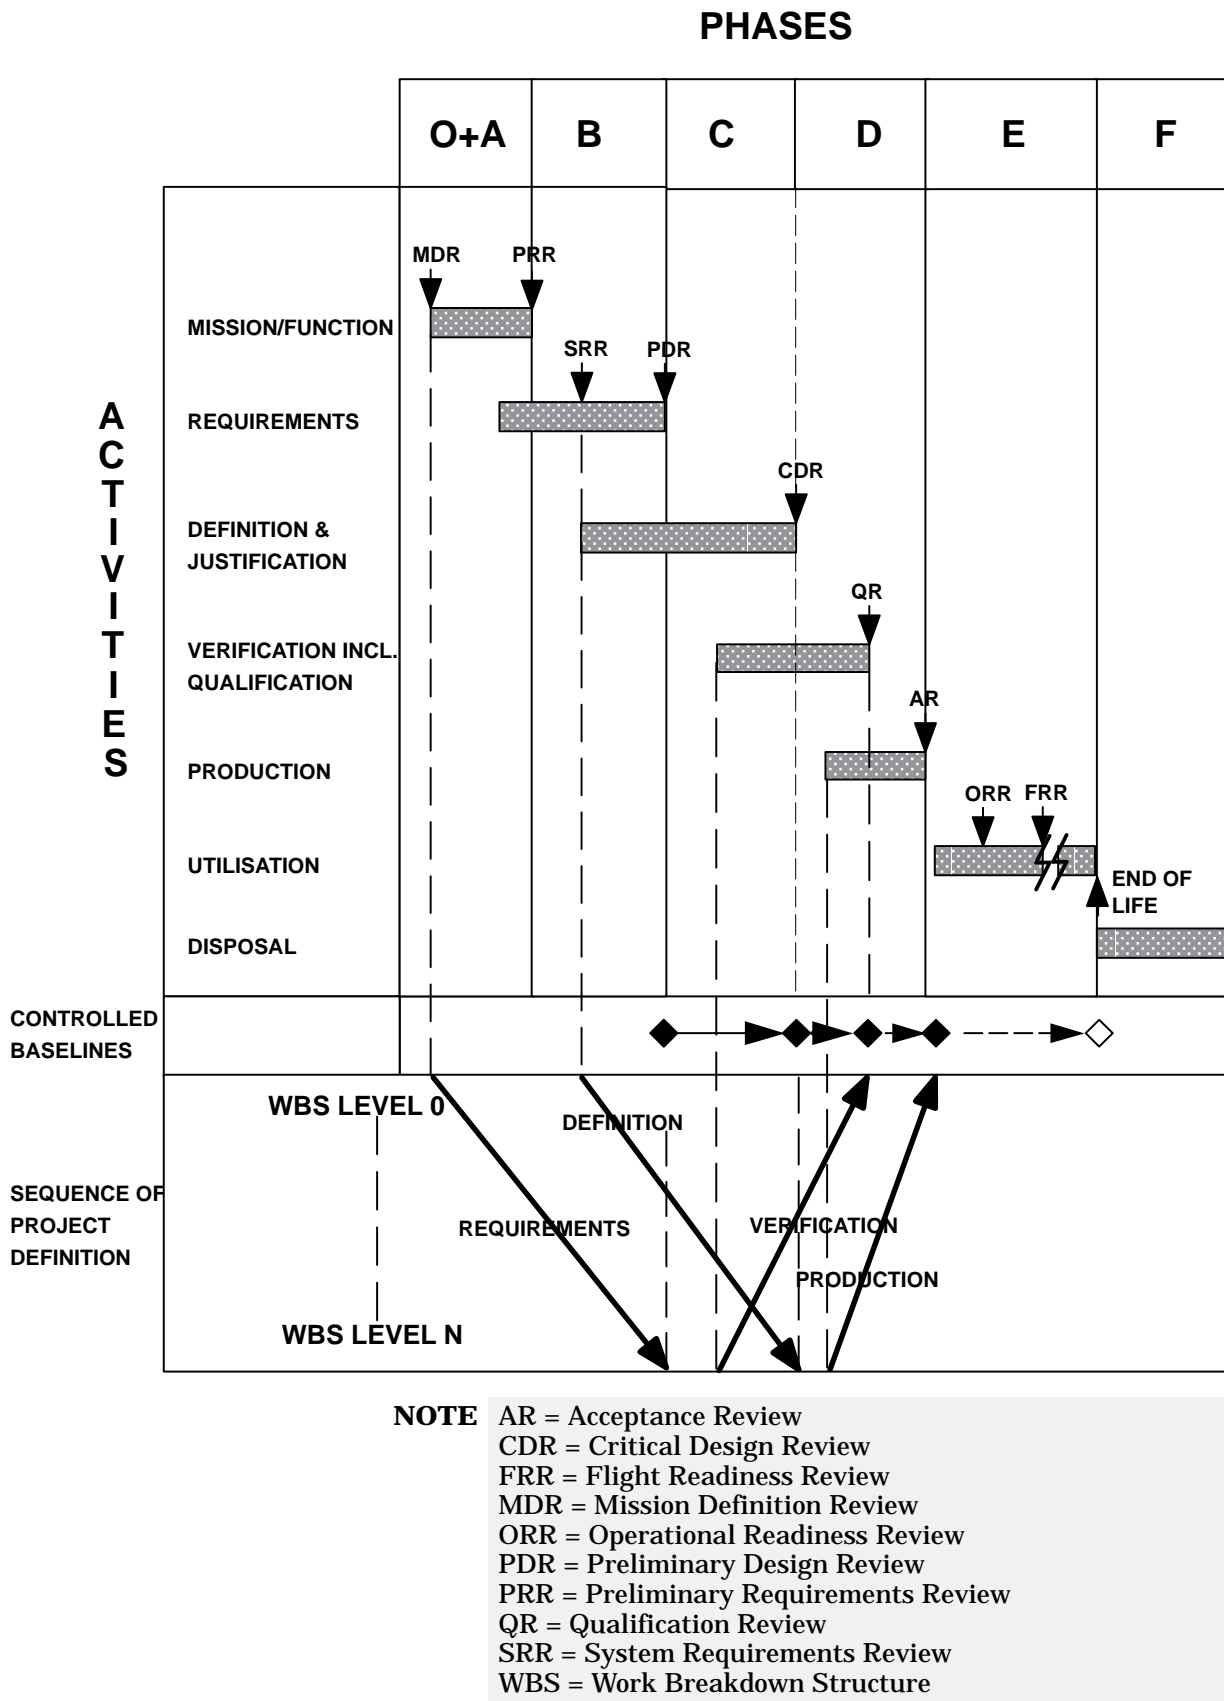 PHASES
O+A B C D E F
MDR PRR
MISSION/FUNCTION
SRR PDR
ACTIVITIES
REQUIREMENTS
CDR
DEFINITION &
JUSTIFICATION
QR
VERIFICATION INCL.
QUALIFICATION
AR
PRODUCTION
ORR FRR
UTILISATION
END OF
LIFE
DISPOSAL
CONTROLLED
BASELINES
WBS LEVEL 0
DEFINITION
SEQUENCE OF
PROJECT
DEFINITION
REQUIREMENTS
VERIFICATION
PRODUCTION
WBS LEVEL N
NOTE AR = Acceptance Review
CDR = Critical Design Review
FRR = Flight Readiness Review
MDR = Mission Definition Review
ORR = Operational Readiness Review
PDR = Preliminary Design Review
PRR = Preliminary Requirements Review
QR = Qualification Review
SRR = System Requirements Review
WBS = Work Breakdown Structure